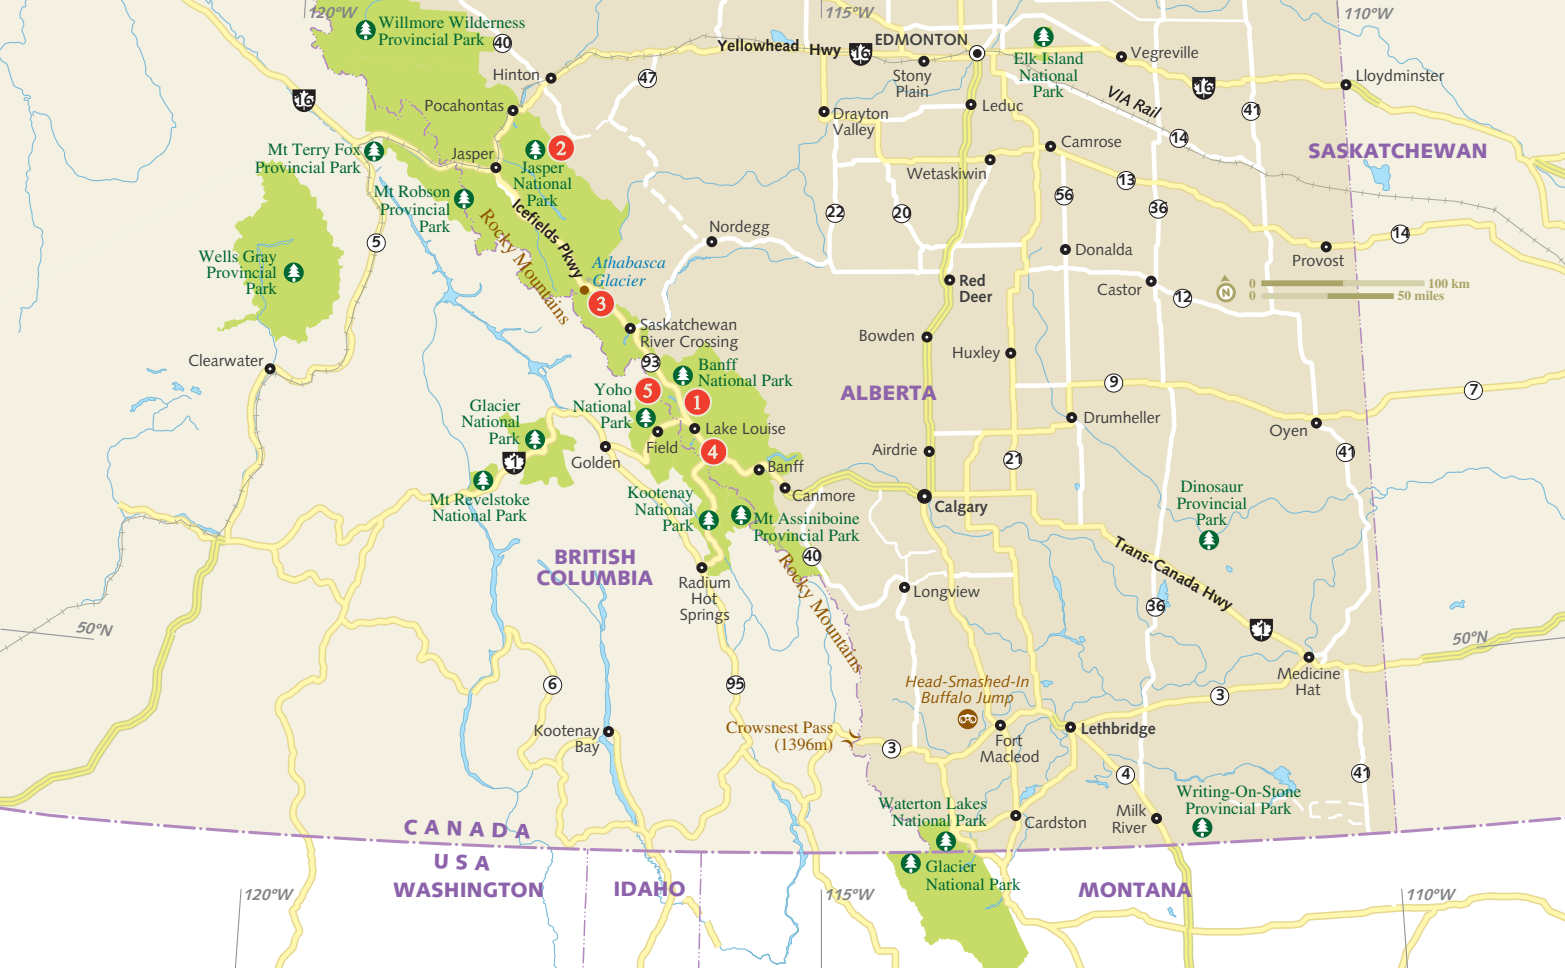 120°W
115°W
110°W
Willmore Wilderness
Provincial Park
40
Hinton
47
Yellowhead Hwy
16
EDMONTON
Stony
Plain
Elk Island
National
Park
Vegreville
16
Lloydminster
16
Pocahontas
Drayton
Valley
Leduc
VIA Rail
41
14
Mt Terry Fox
Provincial Park
Jasper
2
Jasper
National
Park
Camrose
Wetaskiwin
13
SASKATCHEWAN
Mt Robson
Provincial
Park
56
36
22
20
Icefields Pkwy
Rocky Mountains
Nordegg
5
Donalda
14
Provost
Wells Gray
Provincial
Park
Athabasca
Glacier
3
Red
Deer
Castor
12
N
0
100 km
0
50 miles
Saskatchewan
River Crossing
Bowden
Huxley
Clearwater
93
Banff
National Park
Yoho
National
Park
5
1
ALBERTA
9
7
Glacier
National
Park
Lake Louise
Drumheller
Oyen
1
Golden
Field
4
Airdrie
21
41
Banff
Mt Revelstoke
National Park
Canmore
Kootenay
National
Park
Mt Assiniboine
Provincial Park
Calgary
Dinosaur
Provincial
Park
BRITISH
COLUMBIA
40
Trans-Canada Hwy
Radium
Hot
Springs
Rocky Mountains
Longview
36
1
50°N
50°N
Medicine
Hat
6
95
Head-Smashed-In
Buffalo Jump
3
Kootenay
Bay
Crowsnest Pass
(1396m)
3
Fort
Macleod
Lethbridge
4
41
Writing-On-Stone
Provincial Park
Waterton Lakes
National Park
Cardston
Milk
River
CANADA
USA
Glacier
National Park
WASHINGTON
IDAHO
MONTANA
120°W
115°W
110°W